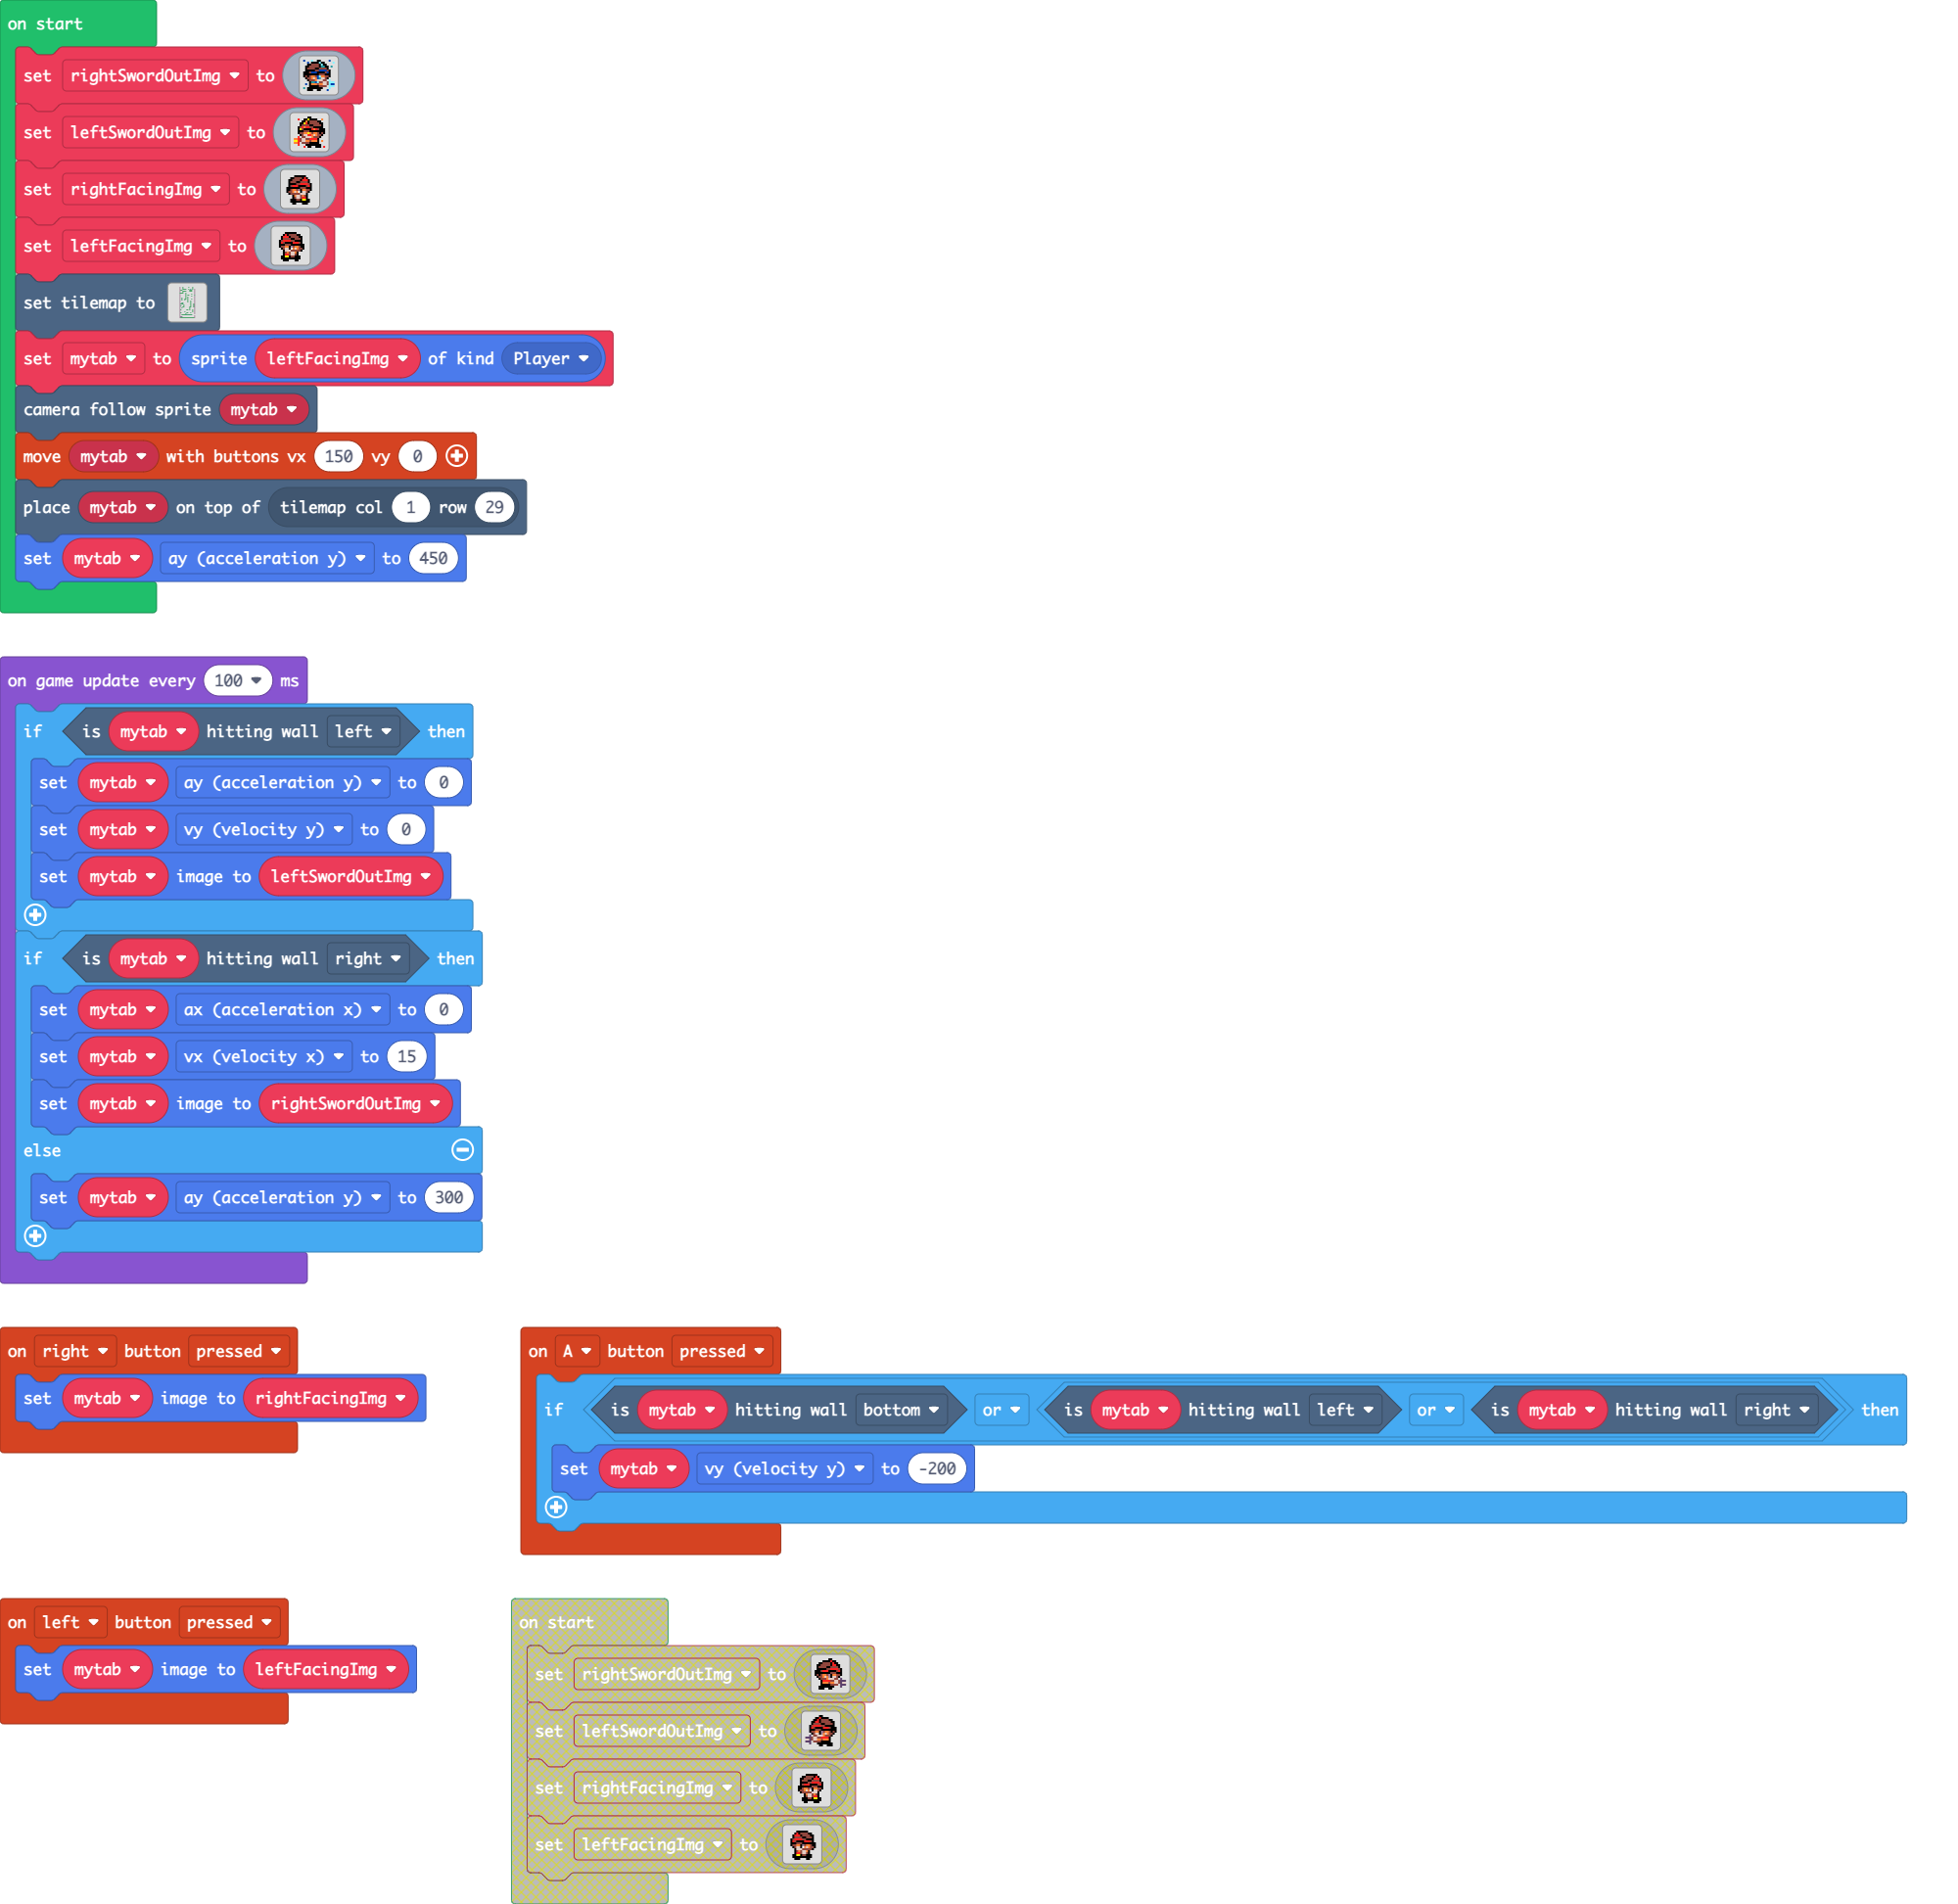 on start
set rightSwordOutImg to
set leftSwordOutImg to
set rightFacingImg to
set leftFacingImg to
set tilemap to
set mytab to sprite leftFacingImg of kind Player
camera follow sprite mytab
move mytab with buttons vx 150 vy 0
place mytab on top of tilemap col 1 row 29
set mytab ay (acceleration y) to 450
on game update every 100 ms
if is mytab hitting wall left then
set mytab ay (acceleration y) to 0
set mytab vy (velocity y) to 0
set mytab image to leftSwordOutImg
if is mytab hitting wall right then
set mytab ax (acceleration x) to 0
set mytab vx (velocity x) to 15
set mytab image to rightSwordOutImg
else
set mytab ay (acceleration y) to 300
on right button pressed
set mytab image to rightFacingImg
on A button pressed
if is mytab hitting wall bottom or is mytab hitting wall left or is mytab hitting wall right then
set mytab vy (velocity y) to -200
on left button pressed
set mytab image to leftFacingImg
on start
set rightSwordOutImg to
set leftSwordOutImg to
set rightFacingImg to
set leftFacingImg to